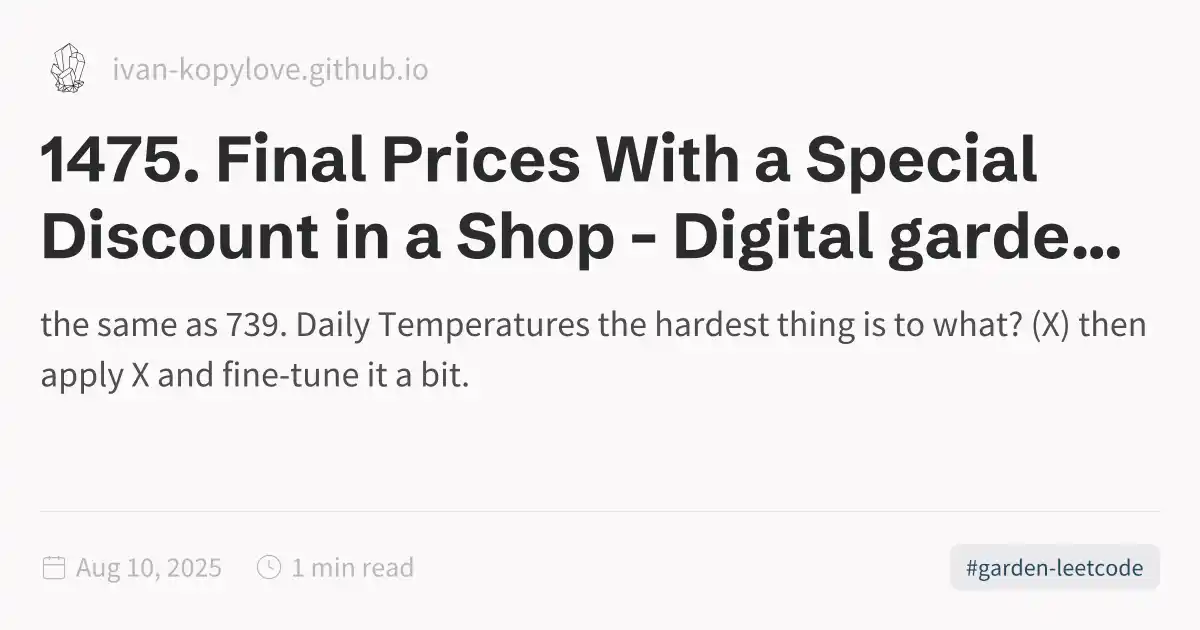 ivan-kopylove.github.io
1475. Final Prices With a Special
Discount in a Shop - Digital garde...
the same as 739. Daily Temperatures the hardest thing is to what? (X) then
apply X and fine-tune it a bit.
Aug 10, 2025 1 min read #garden-leetcode